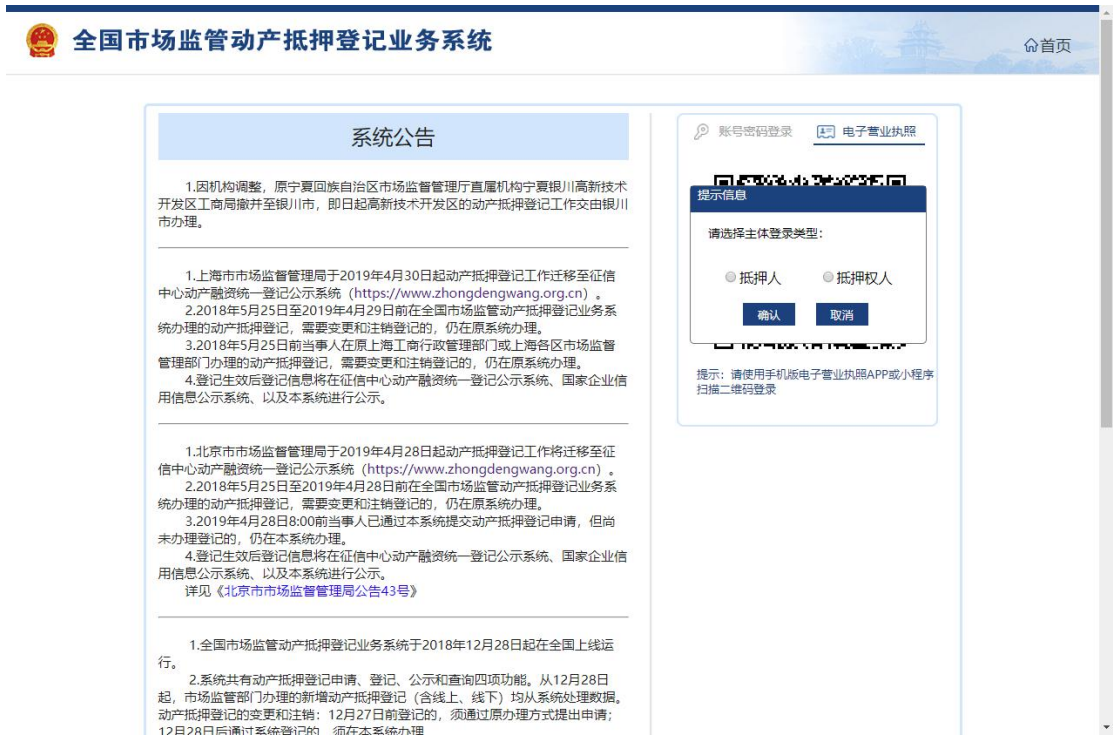 全国市场监管动产抵押登记业务系统
首页
系统公告
1.因机构调整，原宁夏回族自治区市场监督管理厅直属机构宁夏银川高新技术
开发区工商局撤并至银川市，即日起高新技术开发区的动产抵押登记工作交由银川
市办理。
1.上海市市场监督管理局于2019年4月30日起动产抵押登记工作迁移至征信
中心动产融资统一登记公示系统（https://www.zhongdengwang.org.cn）。
2.2018年5月25日至2019年4月29日前在全国市场监管动产抵押登记业务系
统办理的动产抵押登记，需要变更和注销登记的，仍在原系统办理。
3.2018年5月25日前当事人在原上海工商行政管理部门或上海各区市场监督
管理部门办理的动产抵押登记，需要变更和注销登记的，仍在原系统办理。
4.登记生效后登记信息将在征信中心动产融资统一登记公示系统、国家企业信
用信息公示系统、以及本系统进行公示。
1.北京市市场监督管理局于2019年4月28日起动产抵押登记工作将迁移至征
信中心动产融资统一登记公示系统（https://www.zhongdengwang.org.cn）。
2.2018年5月25日至2019年4月28日前在全国市场监管动产抵押登记业务系
统办理的动产抵押登记，需要变更和注销登记的，仍在原系统办理。
3.2019年4月28日8:00前当事人已通过本系统提交动产抵押登记申请，但尚
未办理登记的，仍在本系统办理。
4.登记生效后登记信息将在征信中心动产融资统一登记公示系统、国家企业信
用信息公示系统、以及本系统进行公示。
详见《北京市市场监督管理局公告43号》
1.全国市场监管动产抵押登记业务系统于2018年12月28日起在全国上线运
行。
2.系统共有动产抵押登记申请、登记、公示和查询四项功能。从12月28日
起，市场监管部门办理的新增动产抵押登记（含线上、线下）均从系统处理数据。
动产抵押登记的变更和注销：12月27日前登记的，须通过原办理方式提出申请；
12月28日后通过系统登记的，须在本系统办理
账号密码登录 电子营业执照
提示信息
请选择主体登录类型：
抵押人 抵押权人
确认 取消
提示：请使用手机版电子营业执照APP或小程序
扫描二维码登录